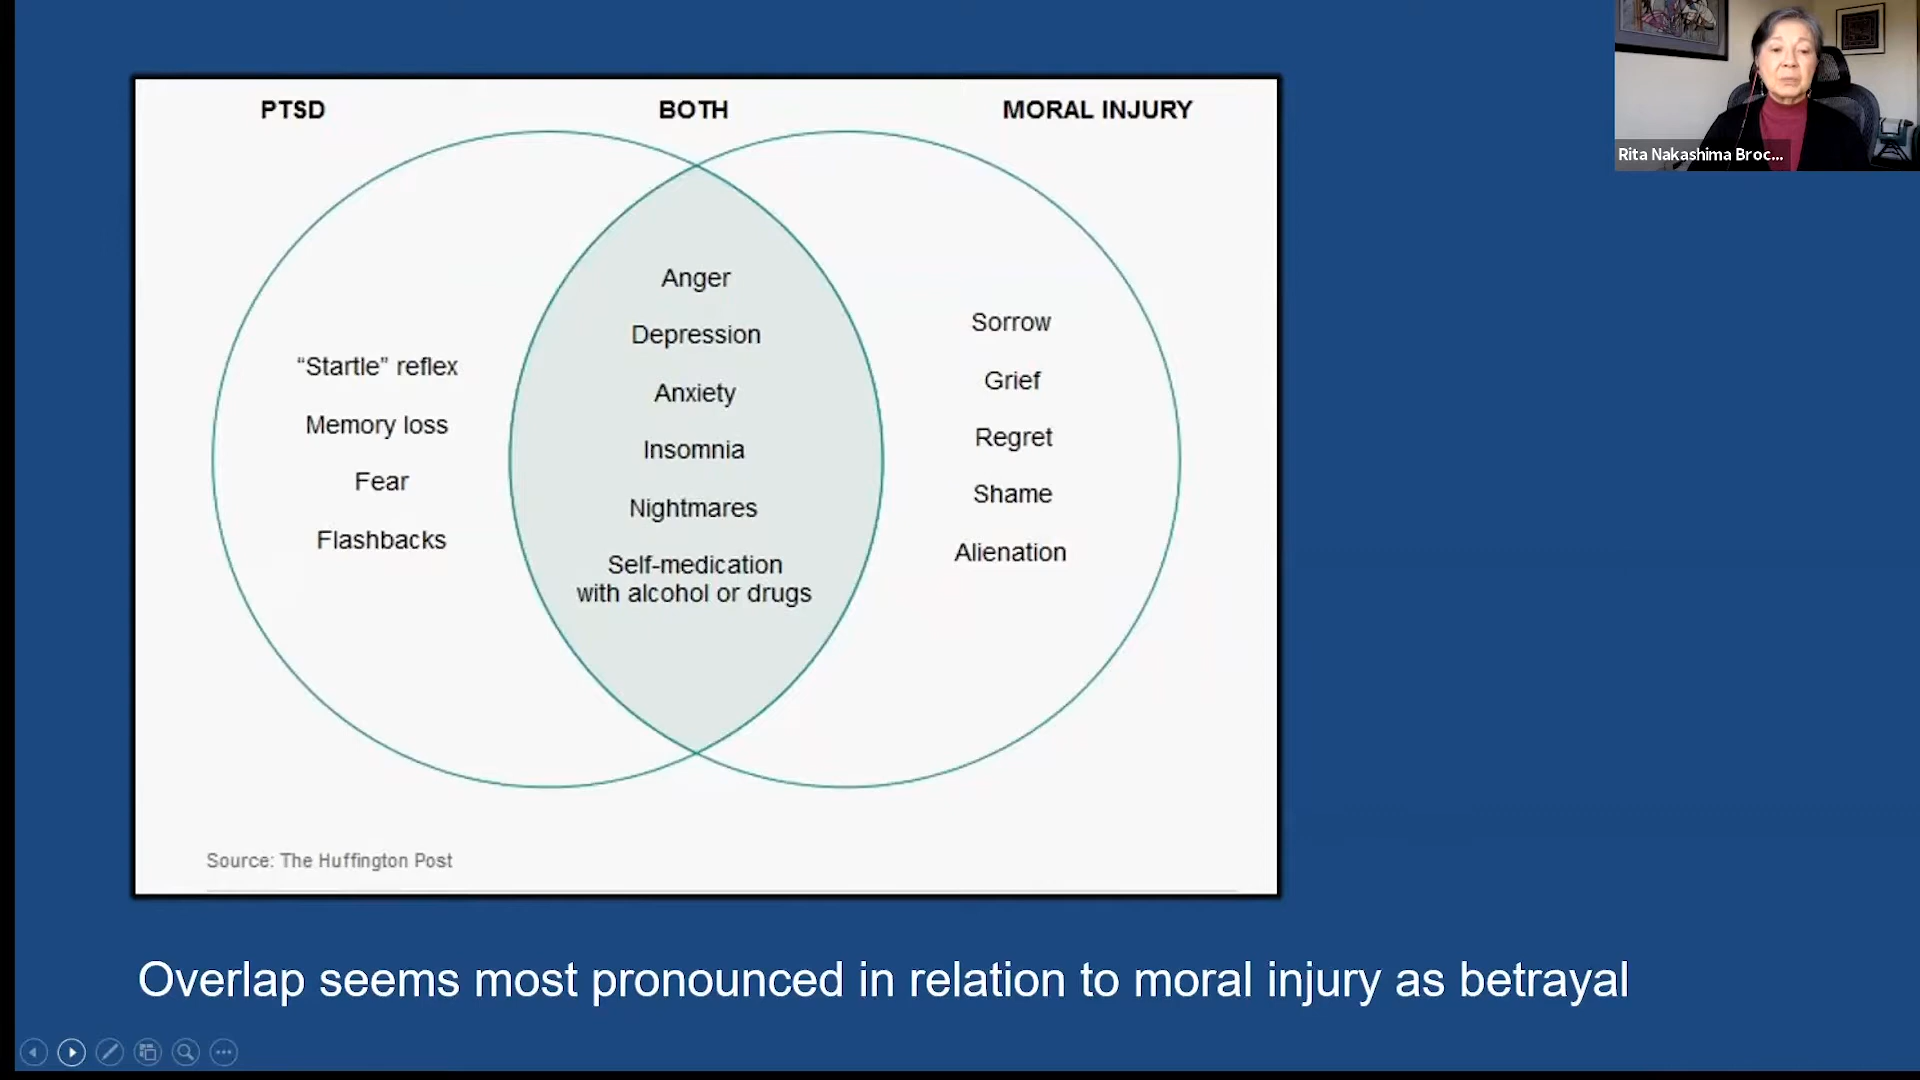 PTSD
BOTH
MORAL INJURY
“Startle” reflex
Memory loss
Fear
Flashbacks
Anger
Depression
Anxiety
Insomnia
Nightmares
Self-medication
with alcohol or drugs
Sorrow
Grief
Regret
Shame
Alienation
Source: The Huffington Post
Overlap seems most pronounced in relation to moral injury as betrayal
Rita Nakashima Broc...